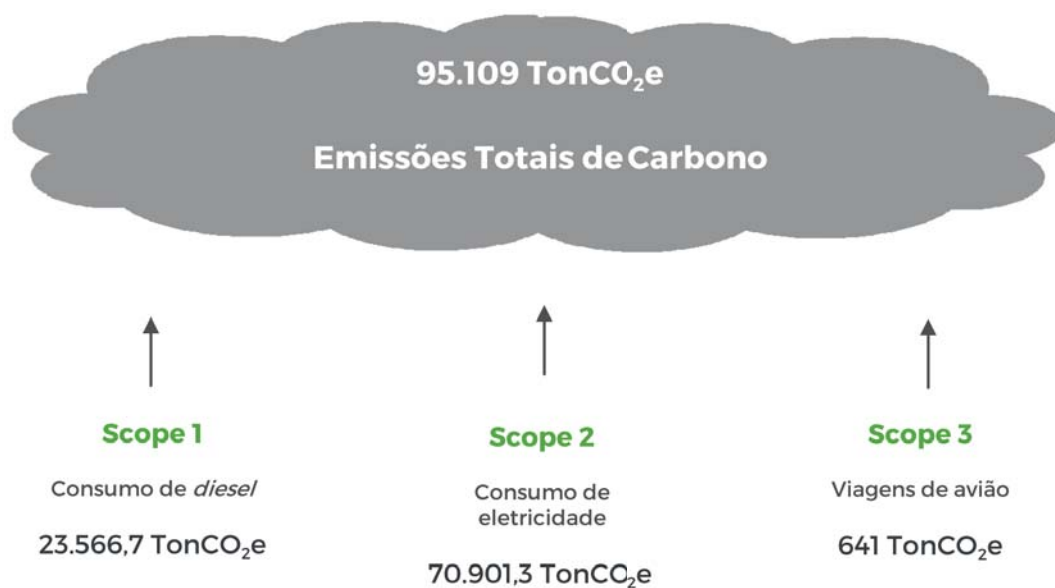 95.109 TonCO₂e
Emissões Totais de Carbono
Scope 1
Consumo de diesel
23.566,7 TonCO₂e
Scope 2
Consumo de
eletricidade
70.901,3 TonCO₂e
Scope 3
Viagens de avião
641 TonCO₂e